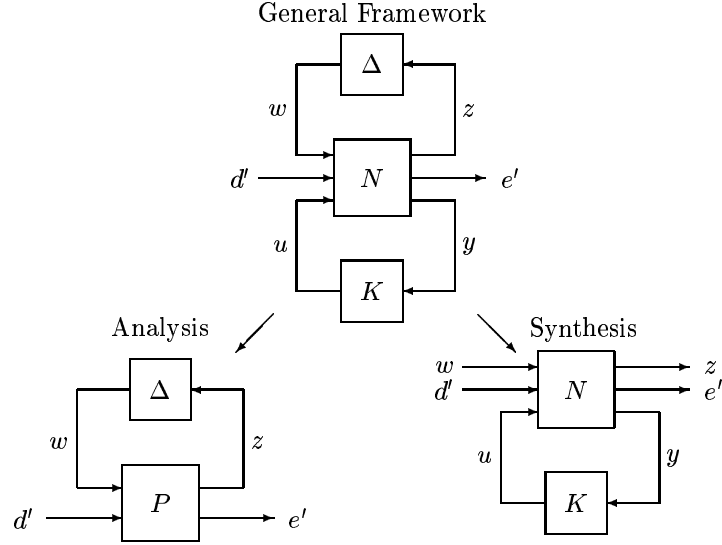 General Framework
Δ
w
z
d′
N
e′
u
y
K
Analysis
Synthesis
Δ
w
z
d′
P
e′
w
z
d′
N
e′
u
y
K